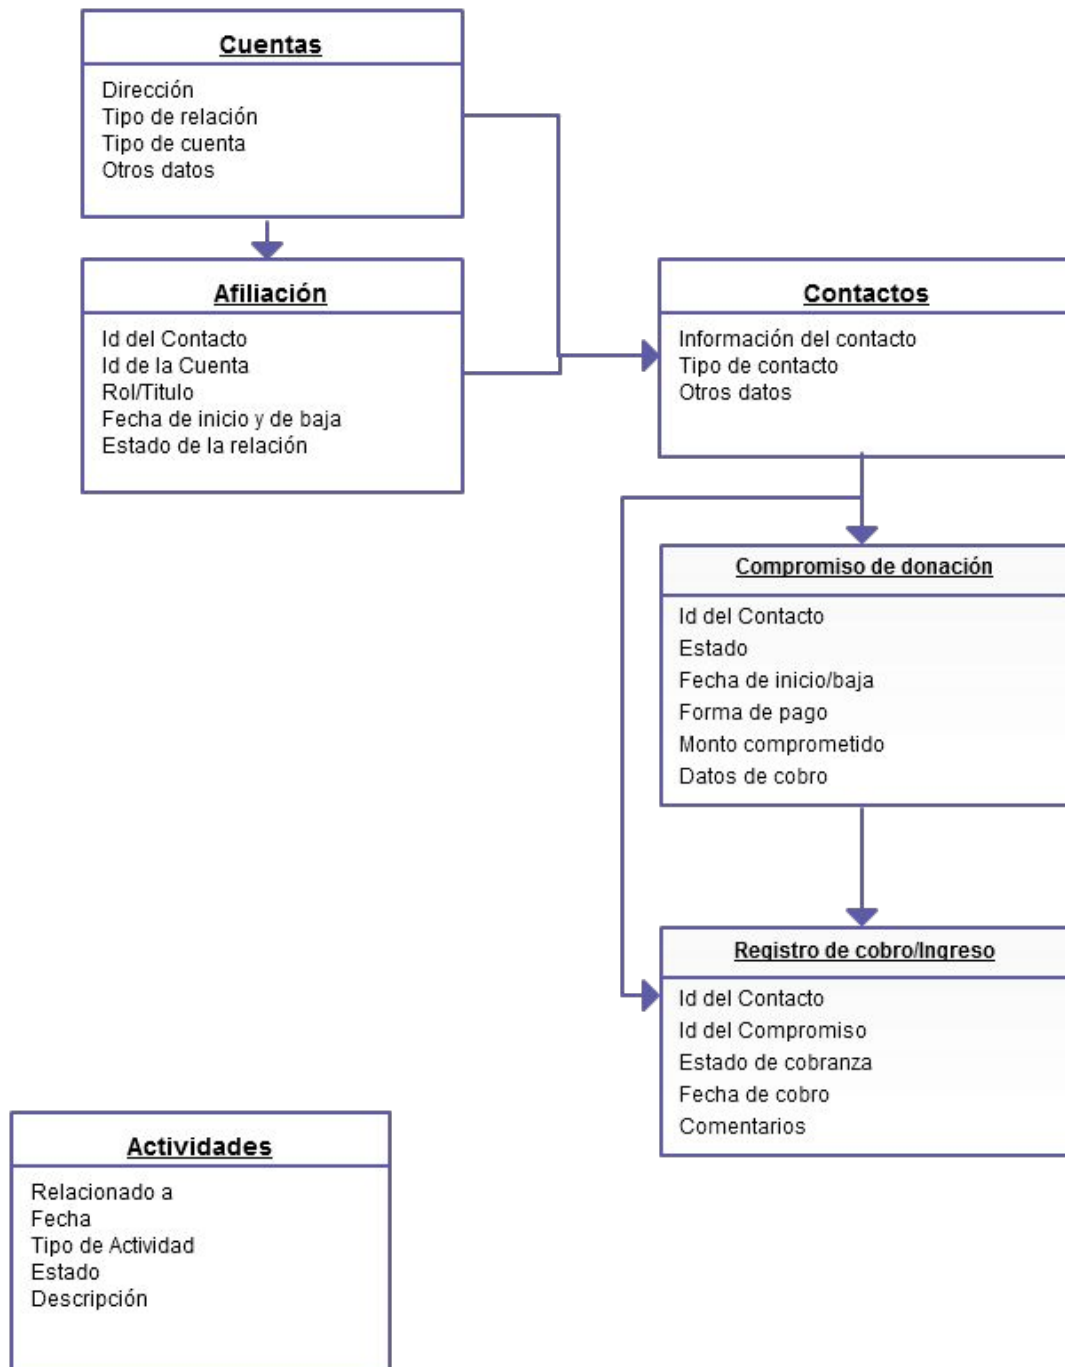 Cuentas
Dirección
Tipo de relación
Tipo de cuenta
Otros datos
Afiliación
Id del Contacto
Id de la Cuenta
Rol/Titulo
Fecha de inicio y de baja
Estado de la relación
Contactos
Información del contacto
Tipo de contacto
Otros datos
Compromiso de donación
Id del Contacto
Estado
Fecha de inicio/baja
Forma de pago
Monto comprometido
Datos de cobro
Registro de cobro/Ingreso
Id del Contacto
Id del Compromiso
Estado de cobranza
Fecha de cobro
Comentarios
Actividades
Relacionado a
Fecha
Tipo de Actividad
Estado
Descripción